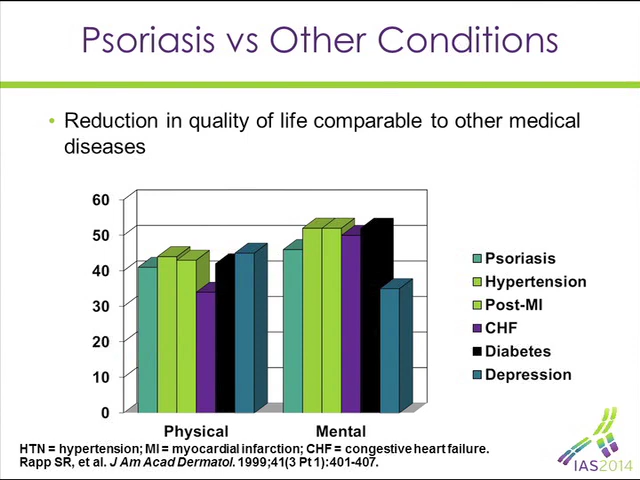 Psoriasis vs Other Conditions
• Reduction in quality of life comparable to other medical
diseases
60
50
40
30
20
10
0
Physical
Mental
Psoriasis
Hypertension
Post-MI
CHF
Diabetes
Depression
HTN = hypertension; MI = myocardial infarction; CHF = congestive heart failure.
Rapp SR, et al. J Am Acad Dermatol. 1999;41(3 Pt 1):401-407.
IAS2014